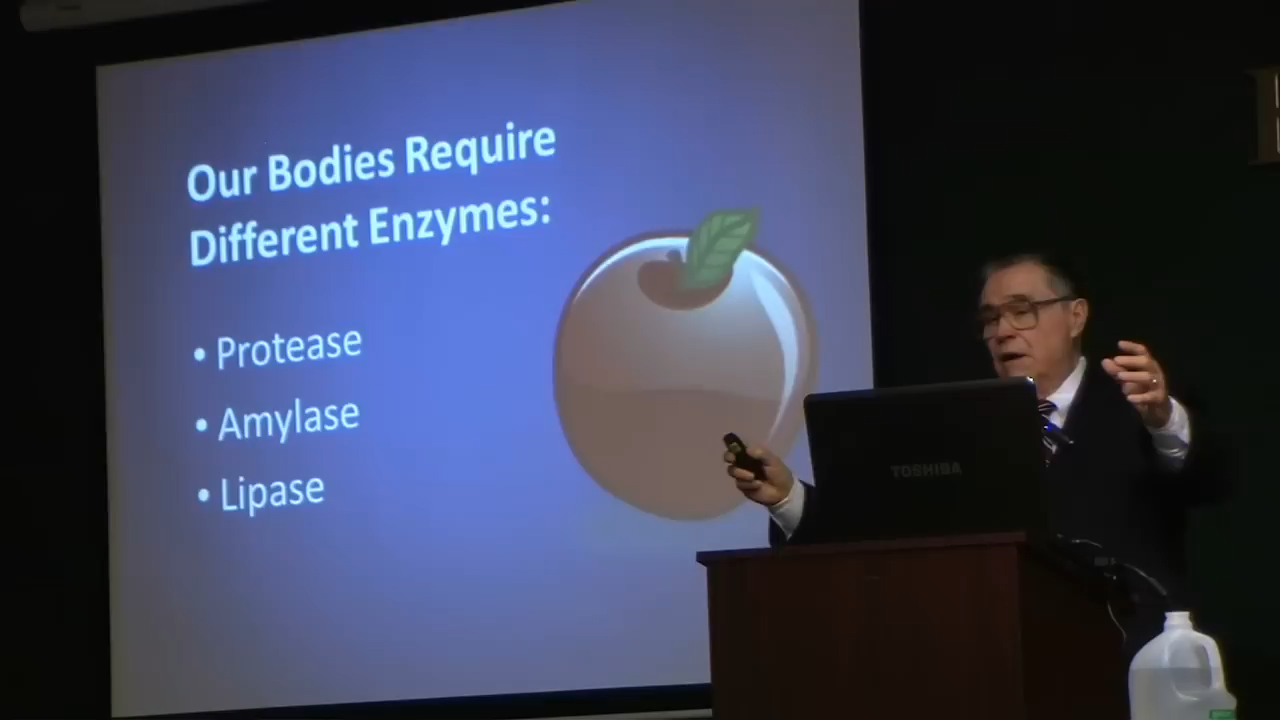 Our Bodies Require
Different Enzymes:
• Protease
• Amylase
• Lipase
TOSHIBA